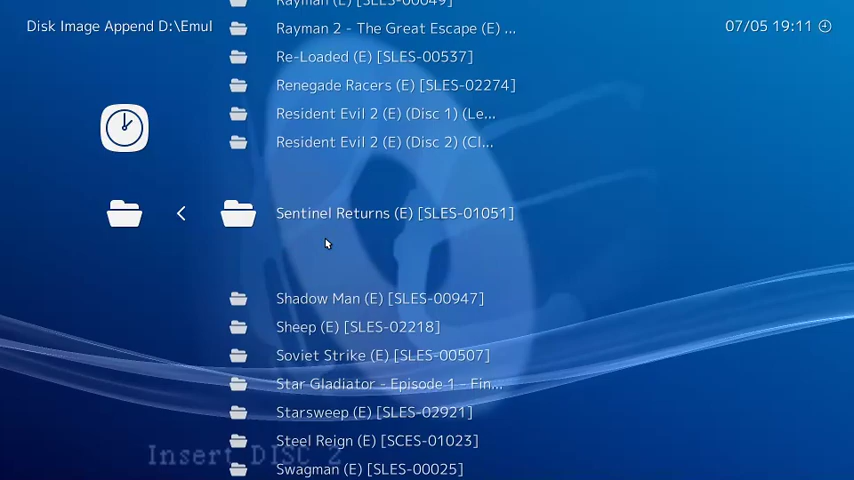 Disk Image Append D:\Emul
07/05 19:11
Rayman (E) [SLES-00049]
Rayman 2 - The Great Escape (E) ...
Re-Loaded (E) [SLES-00537]
Renegade Racers (E) [SLES-02274]
Resident Evil 2 (E) (Disc 1) (Le...
Resident Evil 2 (E) (Disc 2) (Cl...
Sentinel Returns (E) [SLES-01051]
Shadow Man (E) [SLES-00947]
Sheep (E) [SLES-02218]
Soviet Strike (E) [SLES-00507]
Star Gladiator - Episode 1 - Fin...
Starsweep (E) [SLES-02921]
Steel Reign (E) [SCES-01023]
Insert DISC 2
Swagman (E) [SLES-00025]